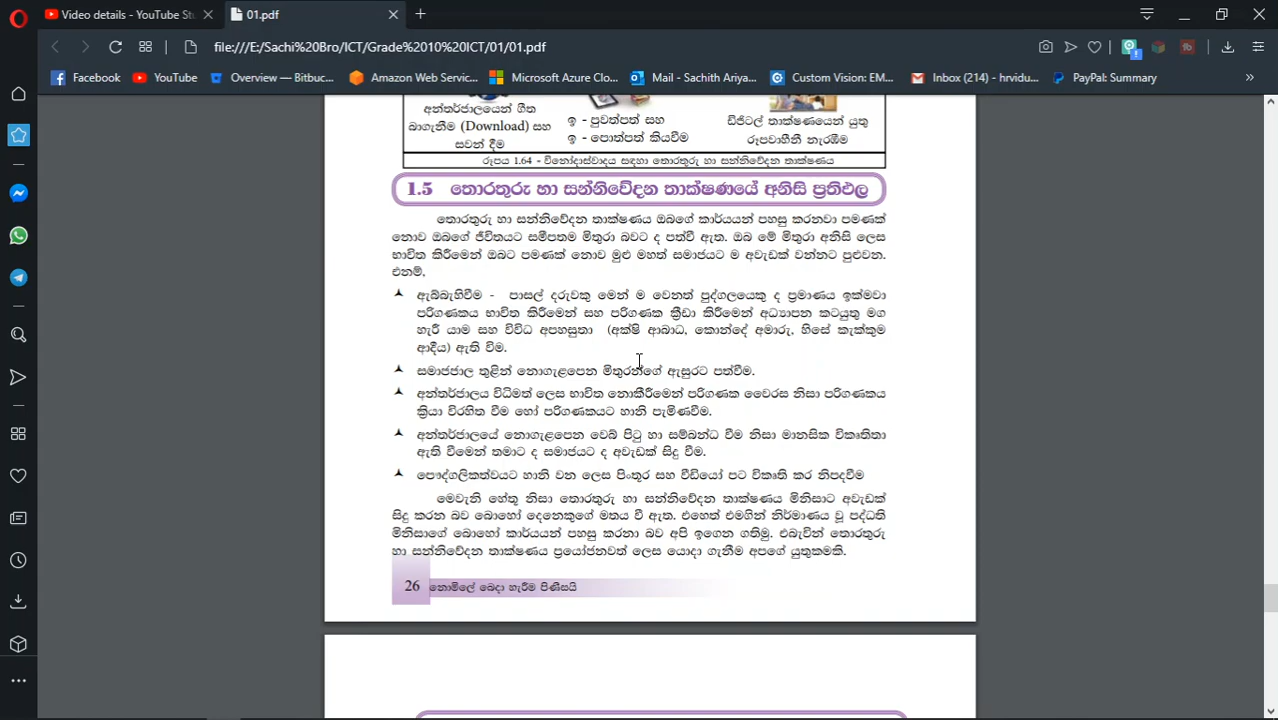 Video details - YouTube Stu
01.pdf
file:///E:/Sachi%20Bro/ICT/Grade%2010%20ICT/01/01.pdf
Facebook YouTube Overview — Bitbuc... Amazon Web Servic... Microsoft Azure Clo... Mail - Sachith Ariya... Custom Vision: EM... Inbox (214) - hrvidu... PayPal: Summary
අන්තර්ජාලයෙන් ගීත
බාගැනීම (Download) සහ
සවන් දීම
ඉ - පුවත්පත් සහ
ඉ - පොත්පත් කියවීම
ඩිජිටල් තාක්ෂණයෙන් යුතු
රූපවාහිනී නැරඹීම
රූපය 1.64 - විනෝදාස්වාදය සඳහා තොරතුරු හා සන්නිවේදන තාක්ෂණය
1.5 තොරතුරු හා සන්නිවේදන තාක්ෂණයේ අනිසි ප්‍රතිඵල
තොරතුරු හා සන්නිවේදන තාක්ෂණය ඔබගේ කාර්යයන් පහසු කරනවා පමණක්
නොව ඔබගේ ජීවිතයට සමීපතම මිතුරා බවට ද පත්වී ඇත. ඔබ මේ මිතුරා අනිසි ලෙස
භාවිත කිරීමෙන් ඔබට පමණක් නොව මුළු මහත් සමාජයට ම අවැඩක් වන්නට පුළුවන.
එනම්,
ඇබ්බැහිවීම - පාසල් දරුවකු මෙන් ම වෙනත් පුද්ගලයෙකු ද ප්‍රමාණය ඉක්මවා
පරිගණකය භාවිත කිරීමෙන් සහ පරිගණක ක්‍රීඩා කිරීමෙන් අධ්‍යාපන කටයුතු මග
හැරී යාම සහ විවිධ අපහසුතා (අක්ෂි ආබාධ, කොන්දේ අමාරු, හිසේ කැක්කුම
ආදිය) ඇති වීම.
සමාජජාල තුළින් නොගැළපෙන මිතුරන්ගේ ඇසුරට පත්වීම.
අන්තර්ජාලය විධිමත් ලෙස භාවිත නොකිරීමෙන් පරිගණක වෛරස නිසා පරිගණකය
ක්‍රියා විරහිත වීම හෝ පරිගණකයට හානි පැමිණවීම.
අන්තර්ජාලයේ නොගැළපෙන වෙබ් පිටු හා සම්බන්ධ වීම නිසා මානසික විකෘතිතා
ඇති වීමෙන් තමාට ද සමාජයට ද අවැඩක් සිදු වීම.
පෞද්ගලිකත්වයට හානි වන ලෙස පින්තූර සහ වීඩියෝ පට විකෘති කර නිපදවීම
මෙවැනි හේතු නිසා තොරතුරු හා සන්නිවේදන තාක්ෂණය මිනිසාට අවැඩක්
සිදු කරන බව බොහෝ දෙනෙකුගේ මතය වී ඇත. එහෙත් එමගින් නිර්මාණය වූ පද්ධති
මිනිසාගේ බොහෝ කාර්යයන් පහසු කරනා බව අපි ඉගෙන ගතිමු. එබැවින් තොරතුරු
හා සන්නිවේදන තාක්ෂණය ප්‍රයෝජනවත් ලෙස යොදා ගැනීම අපගේ යුතුකමකි.
26 නොමිලේ බෙදා හැරීම පිණිසයි